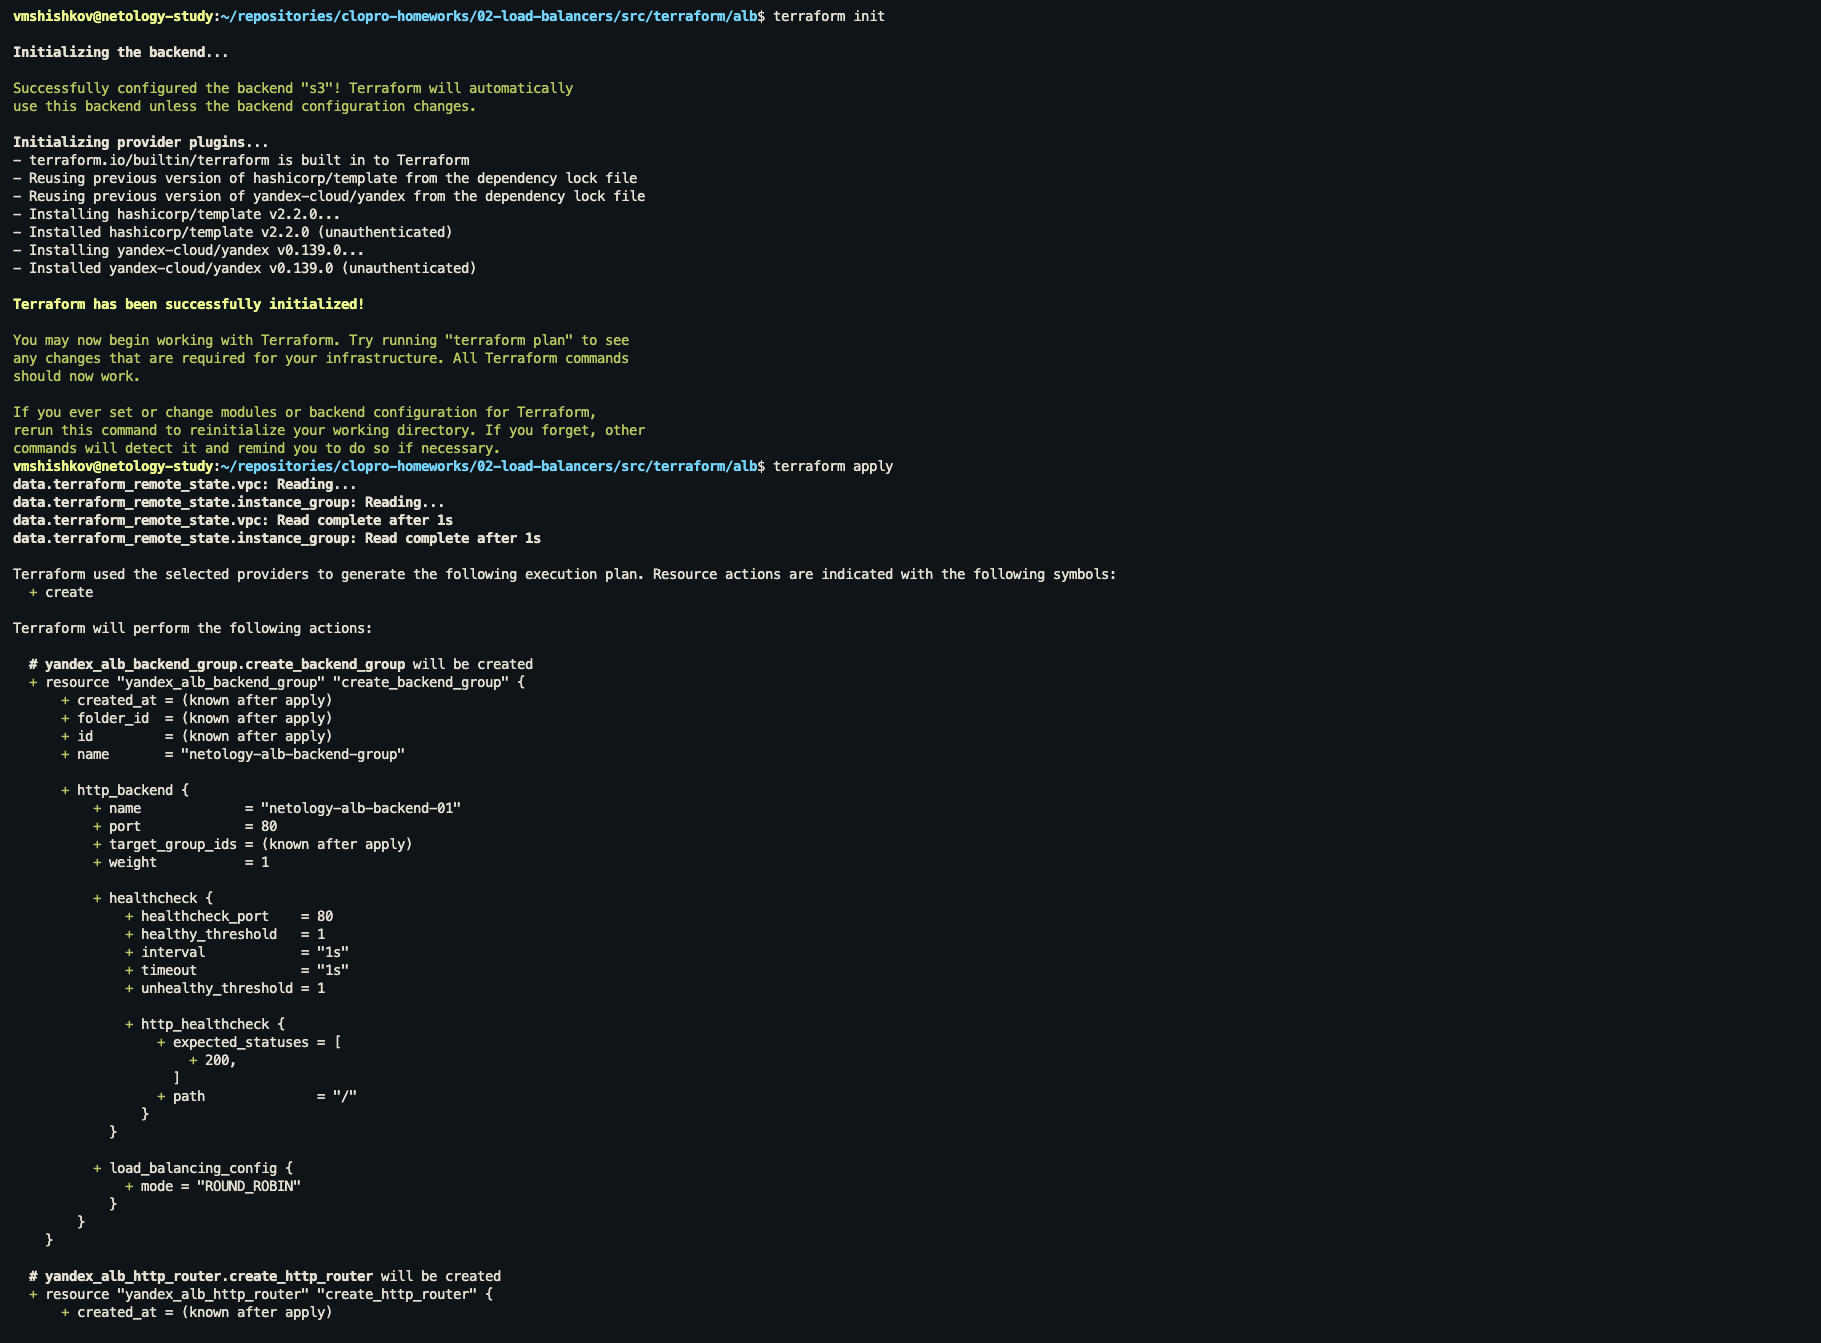 vmshishkov@netology-study:~/repositories/clopro-homeworks/02-load-balancers/src/terraform/alb$ terraform init
Initializing the backend...
Successfully configured the backend "s3"! Terraform will automatically
use this backend unless the backend configuration changes.
Initializing provider plugins...
- terraform.io/builtin/terraform is built in to Terraform
- Reusing previous version of hashicorp/template from the dependency lock file
- Reusing previous version of yandex-cloud/yandex from the dependency lock file
- Installing hashicorp/template v2.2.0...
- Installed hashicorp/template v2.2.0 (unauthenticated)
- Installing yandex-cloud/yandex v0.139.0...
- Installed yandex-cloud/yandex v0.139.0 (unauthenticated)
Terraform has been successfully initialized!
You may now begin working with Terraform. Try running "terraform plan" to see
any changes that are required for your infrastructure. All Terraform commands
should now work.
If you ever set or change modules or backend configuration for Terraform,
rerun this command to reinitialize your working directory. If you forget, other
commands will detect it and remind you to do so if necessary.
vmshishkov@netology-study:~/repositories/clopro-homeworks/02-load-balancers/src/terraform/alb$ terraform apply
data.terraform_remote_state.vpc: Reading...
data.terraform_remote_state.instance_group: Reading...
data.terraform_remote_state.vpc: Read complete after 1s
data.terraform_remote_state.instance_group: Read complete after 1s
Terraform used the selected providers to generate the following execution plan. Resource actions are indicated with the following symbols:
  + create
Terraform will perform the following actions:
  # yandex_alb_backend_group.create_backend_group will be created
  + resource "yandex_alb_backend_group" "create_backend_group" {
      + created_at = (known after apply)
      + folder_id  = (known after apply)
      + id         = (known after apply)
      + name       = "netology-alb-backend-group"
      + http_backend {
          + name             = "netology-alb-backend-01"
          + port             = 80
          + target_group_ids = (known after apply)
          + weight           = 1
          + healthcheck {
              + healthcheck_port    = 80
              + healthy_threshold   = 1
              + interval            = "1s"
              + timeout             = "1s"
              + unhealthy_threshold = 1
              + http_healthcheck {
                  + expected_statuses = [
                      + 200,
                    ]
                  + path              = "/"
                }
            }
          + load_balancing_config {
              + mode = "ROUND_ROBIN"
            }
        }
    }
  # yandex_alb_http_router.create_http_router will be created
  + resource "yandex_alb_http_router" "create_http_router" {
      + created_at = (known after apply)